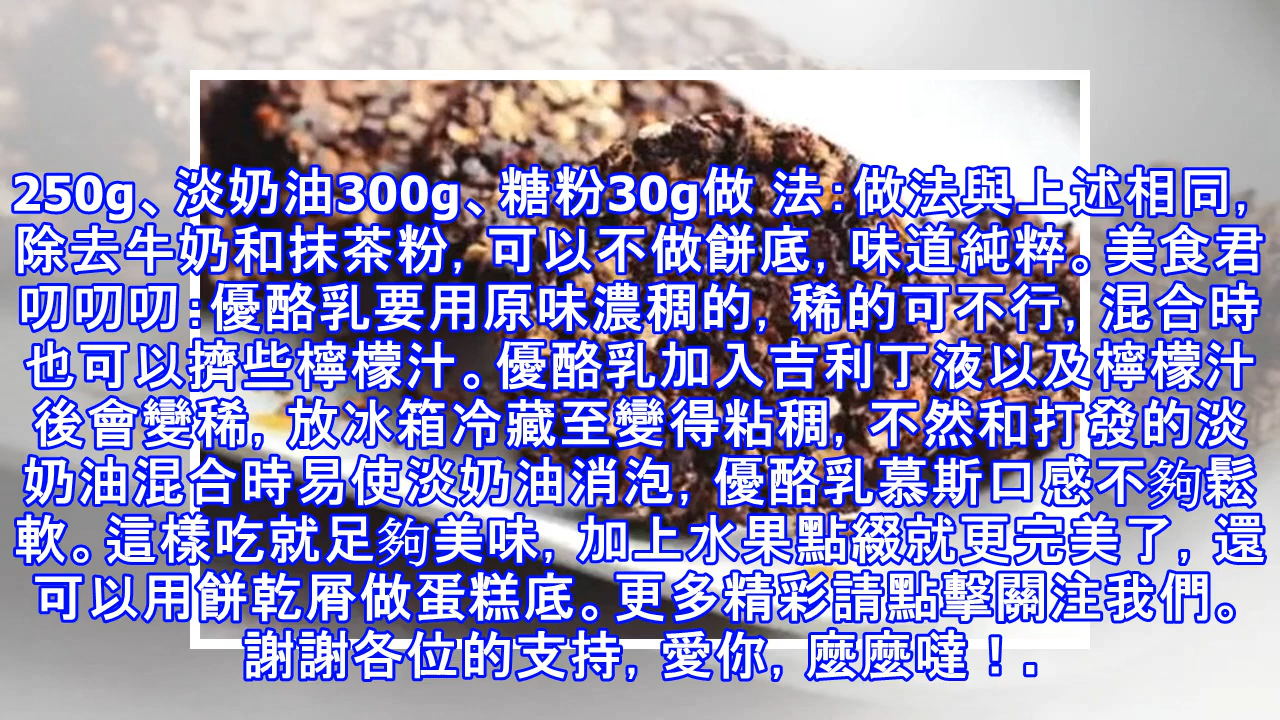 250g、淡奶油300g、糖粉30g做 法:做法與上述相同,
除去牛奶和抹茶粉, 可以不做餅底, 味道純粹。美食君
叨叨叨:優酪乳要用原味濃稠的, 稀的可不行, 混合時
也可以擠些檸檬汁。優酪乳加入吉利丁液以及檸檬汁
後會變稀, 放冰箱冷藏至變得粘稠, 不然和打發的淡
奶油混合時易使淡奶油消泡, 優酪乳慕斯口感不夠鬆
軟。這樣吃就足夠美味, 加上水果點綴就更完美了, 還
可以用餅乾屑做蛋糕底。更多精彩請點擊關注我們。
謝謝各位的支持, 愛你, 麼麼噠！.